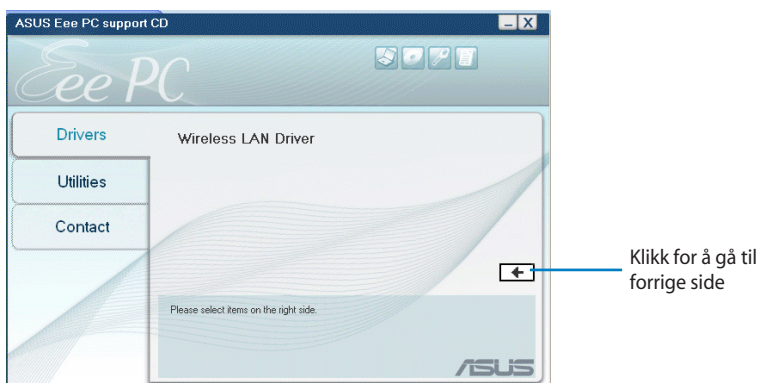 ASUS Eee PC support CD
Eee PC
Drivers
Wireless LAN Driver
Utilities
Contact
Klikk for å gå til
forrige side
Please select items on the right side.
ASUS